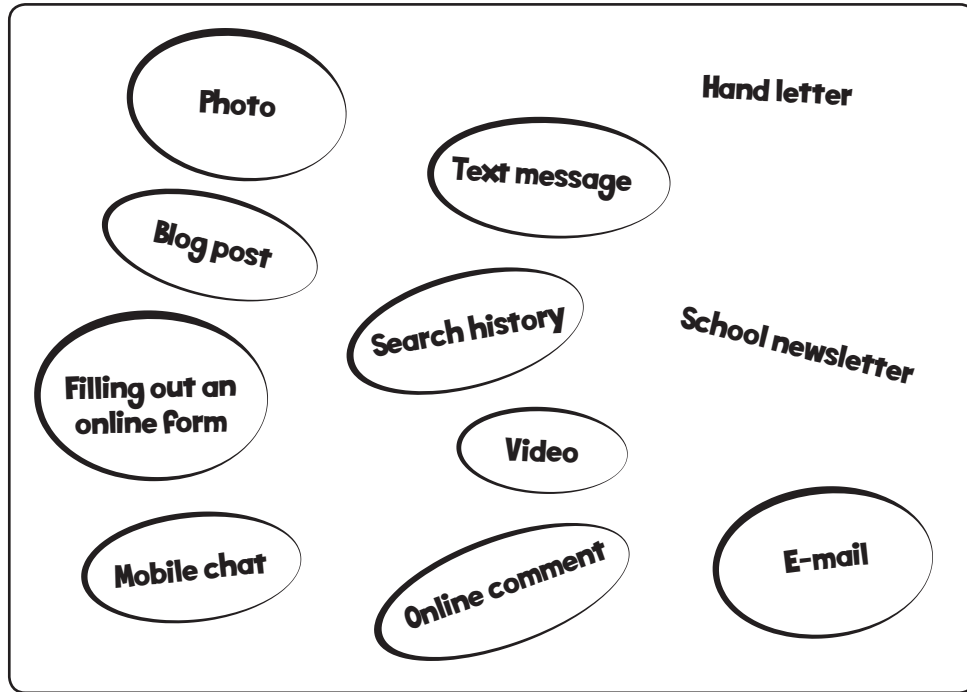 Photo
Hand letter
Text message
Blog post
Search history
School newsletter
Filling out an
online form
Video
Mobile chat
Online comment
E-mail